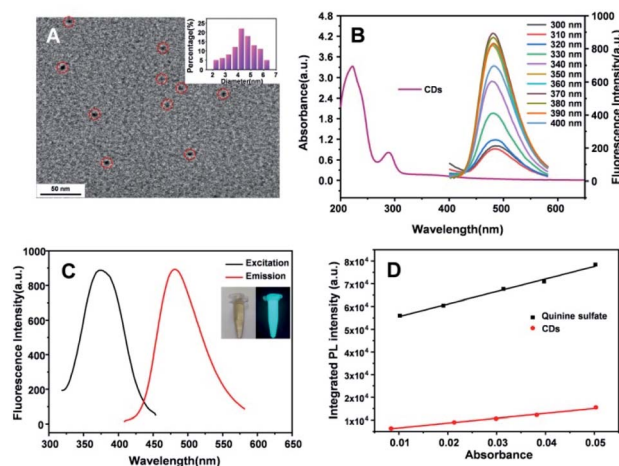 A
25
20
15
10
5
0
Percentage(%)
2 3 4 5 6 7
Diameter(nm)
50 nm
B
4.8
4.2
3.6
3.0
2.4
1.8
1.2
0.6
0.0
Absorbance(a.u.)
CDs
300 nm
310 nm
320 nm
330 nm
340 nm
350 nm
360 nm
370 nm
380 nm
390 nm
400 nm
1000
800
600
400
200
0
Fluorescence Intensity(a.u.)
200 300 400 500 600
Wavelength(nm)
C
1000
800
600
400
200
0
Fluorescence Intensity(a.u.)
Excitation
Emission
300 350 400 450 500 550 600 650
Wavelength(nm)
D
8x10⁴
7x10⁴
6x10⁴
5x10⁴
4x10⁴
3x10⁴
2x10⁴
1x10⁴
Integrated PL intensity (a.u.)
Quinine sulfate
CDs
0.01 0.02 0.03 0.04 0.05
Absorbance